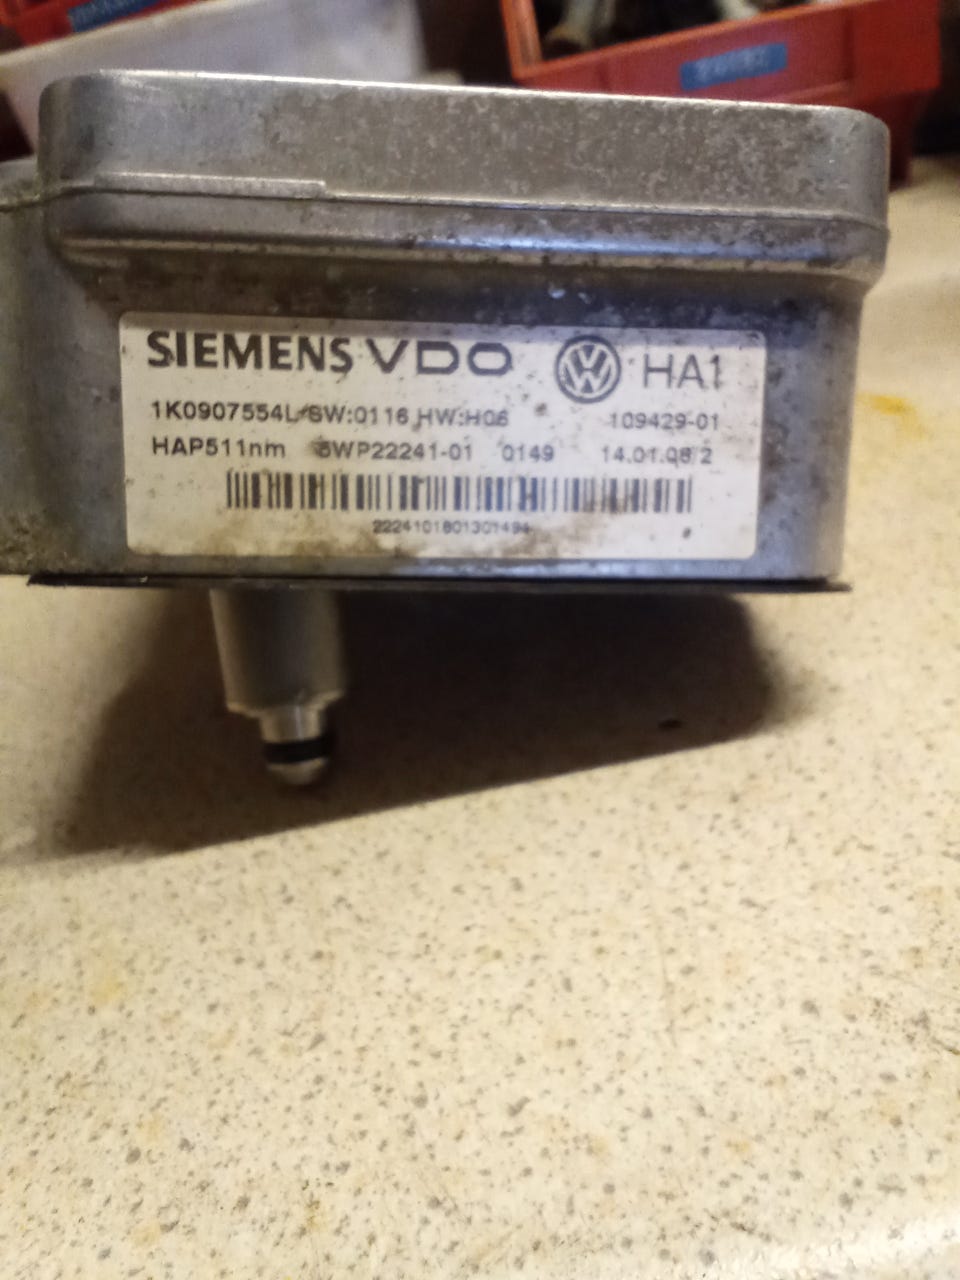 SIEMENS VDO HA1
1K0907554L SW:0116 HW:H06 109429-01
HAP511nm 5WP22241-01 0149 14.01.08 2
2224101801301494